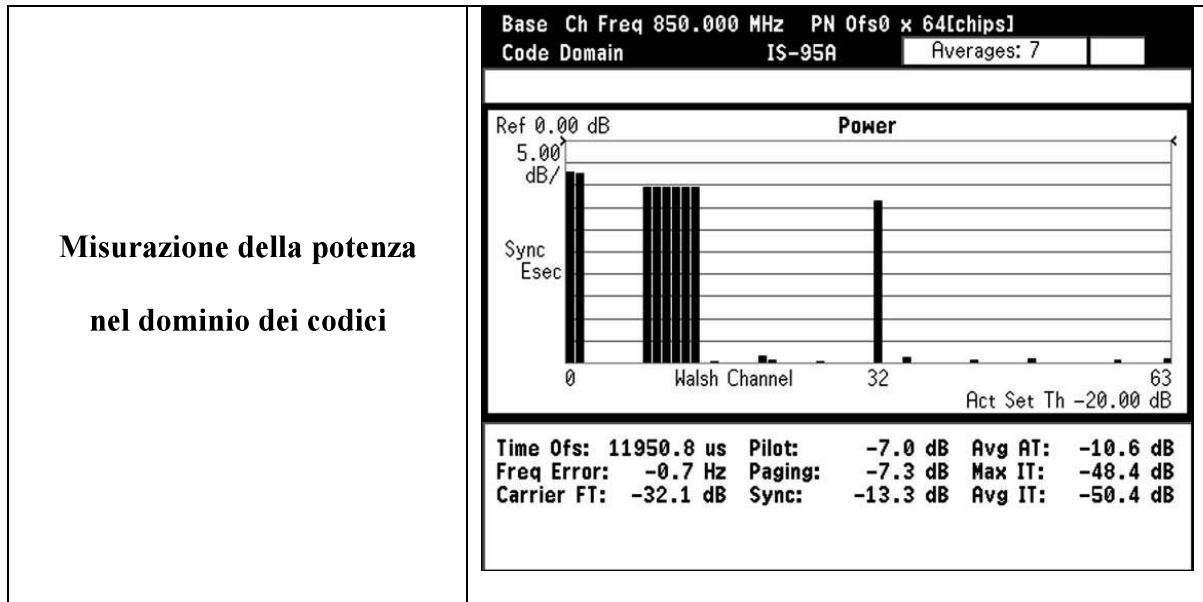 Misurazione della potenza
nel dominio dei codici
Base Ch Freq 850.000 MHz PN Ofs0 x 64[chips]
Code Domain IS-95A Averages: 7
Ref 0.00 dB Power
5.00
dB/
Sync
Esec
0 Walsh Channel 32 63
Act Set Th -20.00 dB
Time Ofs: 11950.8 us Pilot: -7.0 dB Avg AT: -10.6 dB
Freq Error: -0.7 Hz Paging: -7.3 dB Max IT: -48.4 dB
Carrier FT: -32.1 dB Sync: -13.3 dB Avg IT: -50.4 dB